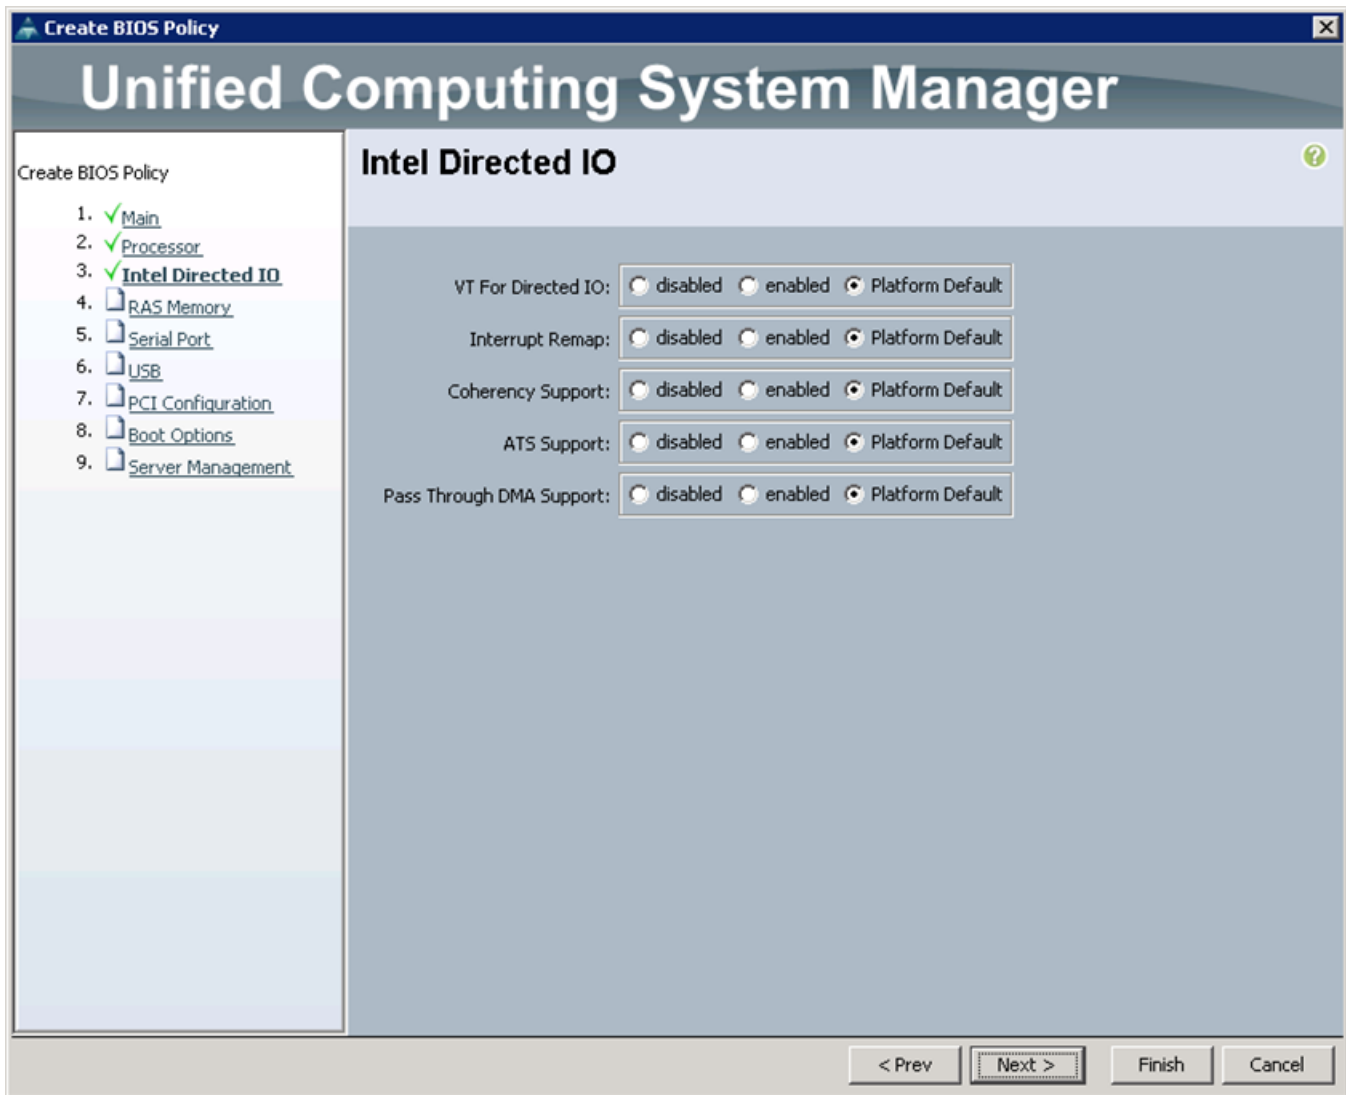 Create BIOS Policy
Unified Computing System Manager
Create BIOS Policy
1. Main
2. Processor
3. Intel Directed IO
4. RAS Memory
5. Serial Port
6. USB
7. PCI Configuration
8. Boot Options
9. Server Management
Intel Directed IO
?
VT For Directed IO: disabled enabled Platform Default
Interrupt Remap: disabled enabled Platform Default
Coherency Support: disabled enabled Platform Default
ATS Support: disabled enabled Platform Default
Pass Through DMA Support: disabled enabled Platform Default
< Prev Next > Finish Cancel